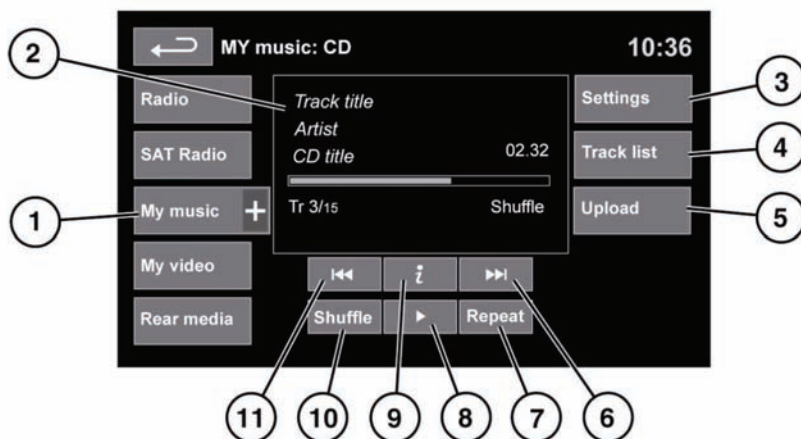 MY music: CD 10:36
2
3
Radio
Track title
Settings
Artist
SAT Radio
CD title 02.32
Track list
4
1
My music +
Tr 3/15 Shuffle
Upload
5
My video
i
Rear media
Shuffle
Repeat
11 10 9 8 7 6